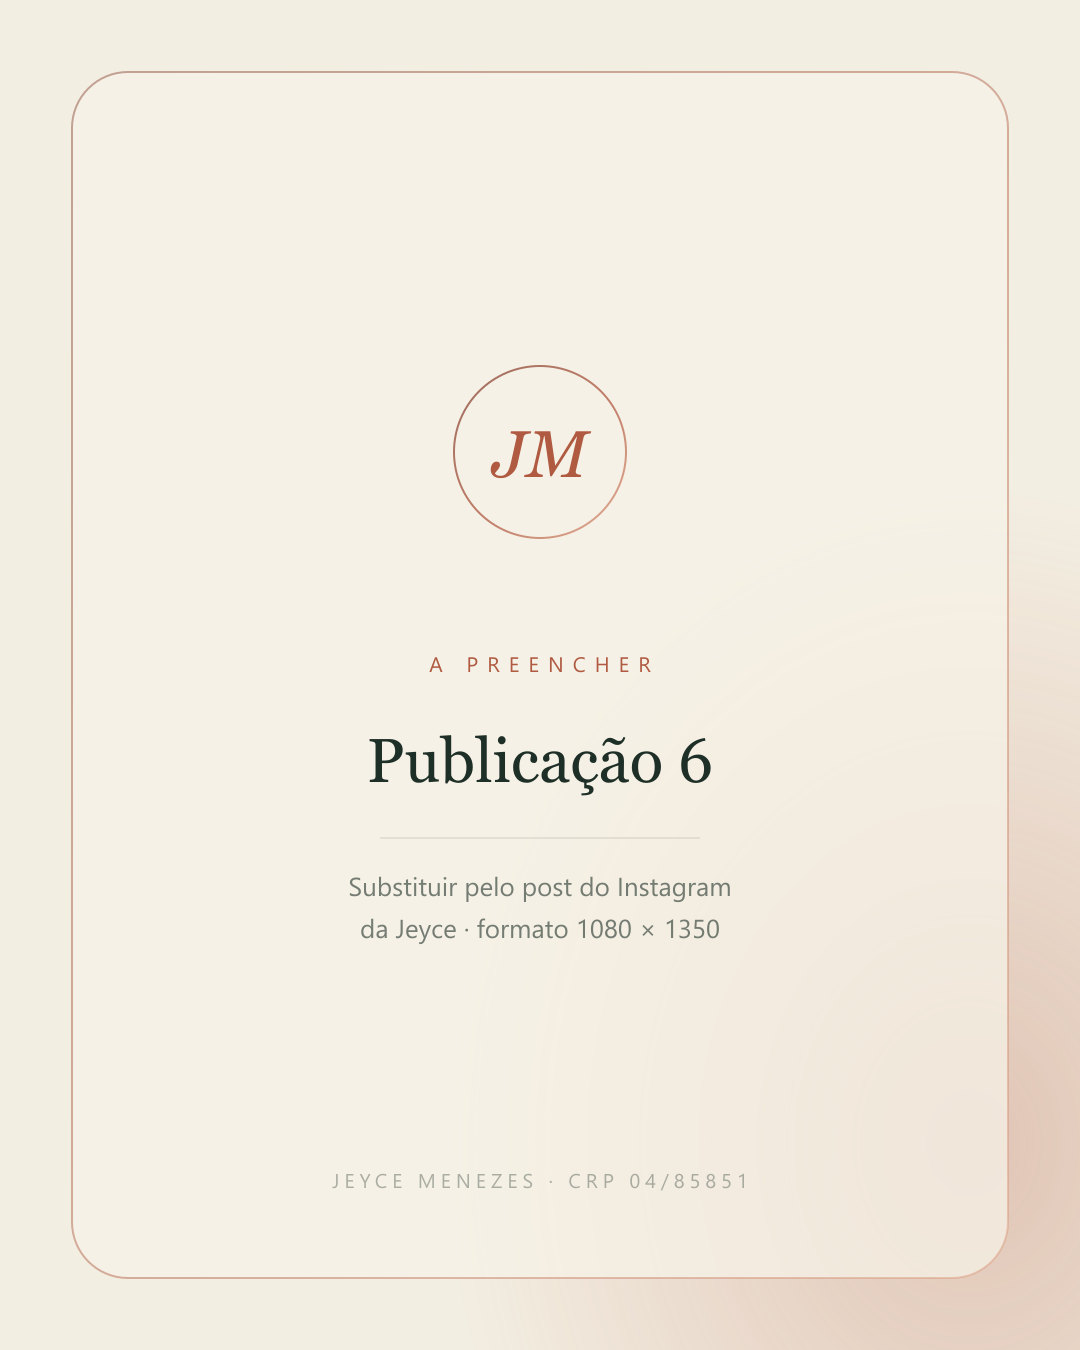 JM
A PREENCHER
Publicação 6
Substituir pelo post do Instagram
da Jeyce · formato 1080 × 1350
JEYCE MENEZES · CRP 04/85851